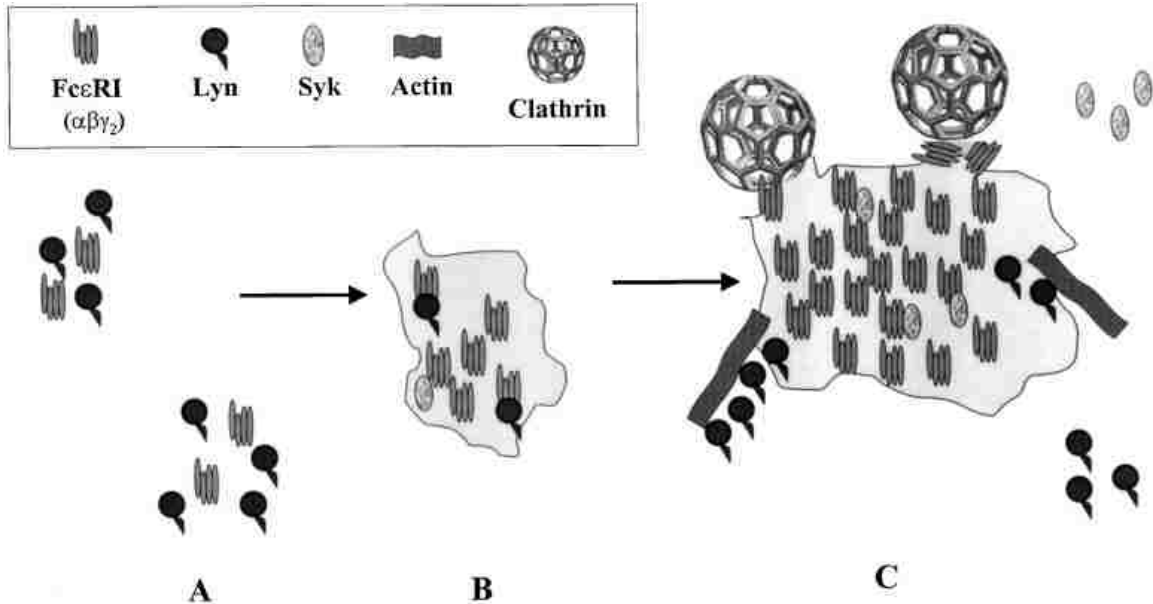 FcεRI
(αβγ₂)
Lyn
Syk
Actin
Clathrin
A
B
C